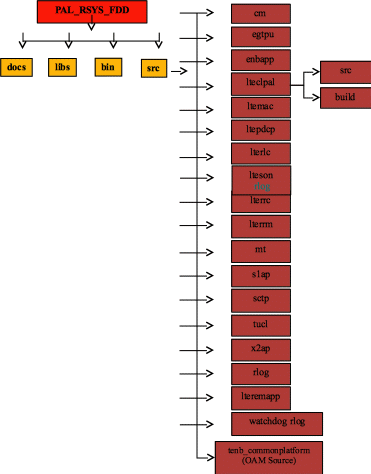 PAL_RSYS_FDD
docs
libs
bin
src
cm
egtpu
enbapp
lteclpal
src
build
ltemac
ltepdcp
lterlc
lteson
rlog
lterrc
lterrm
mt
s1ap
sctp
tucl
x2ap
rlog
lteremapp
watchdog rlog
tenb_commonplatform
(OAM Source)